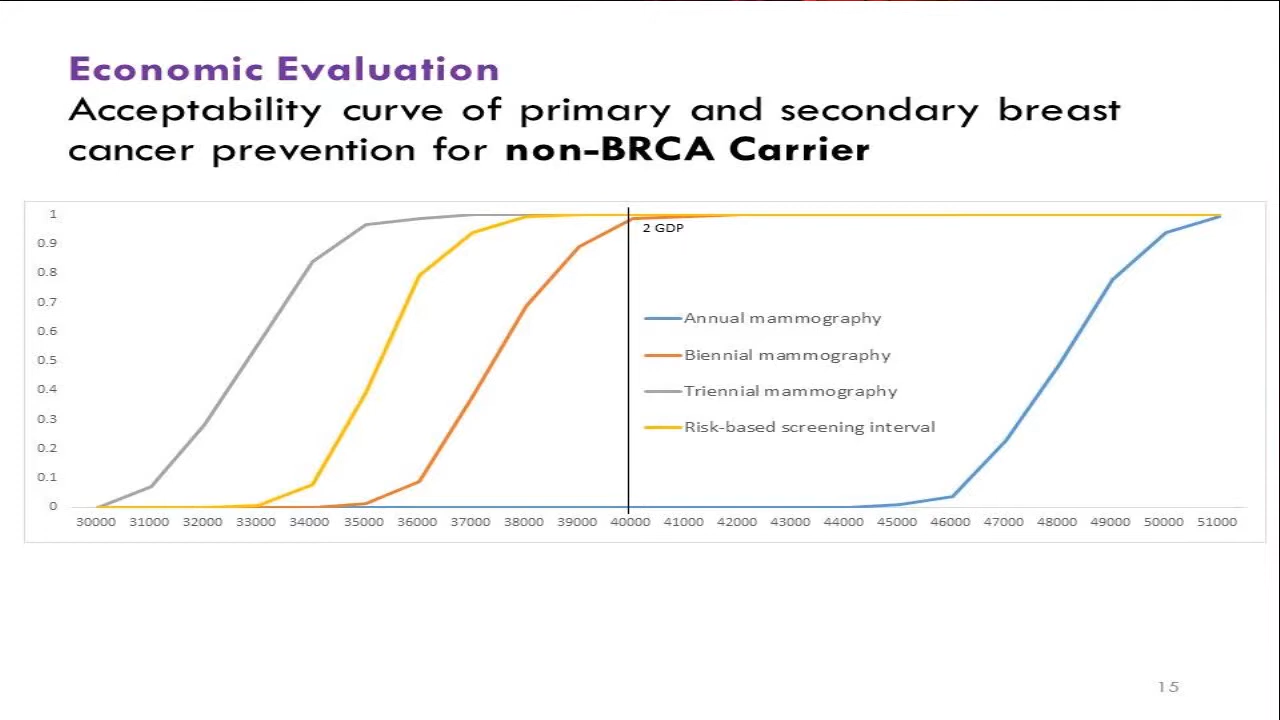 Economic Evaluation
Acceptability curve of primary and secondary breast
cancer prevention for non-BRCA Carrier
1
0.9
0.8
0.7
0.6
0.5
0.4
0.3
0.2
0.1
0
2 GDP
Annual mammography
Biennial mammography
Triennial mammography
Risk-based screening interval
30000 31000 32000 33000 34000 35000 36000 37000 38000 39000 40000 41000 42000 43000 44000 45000 46000 47000 48000 49000 50000 51000
15